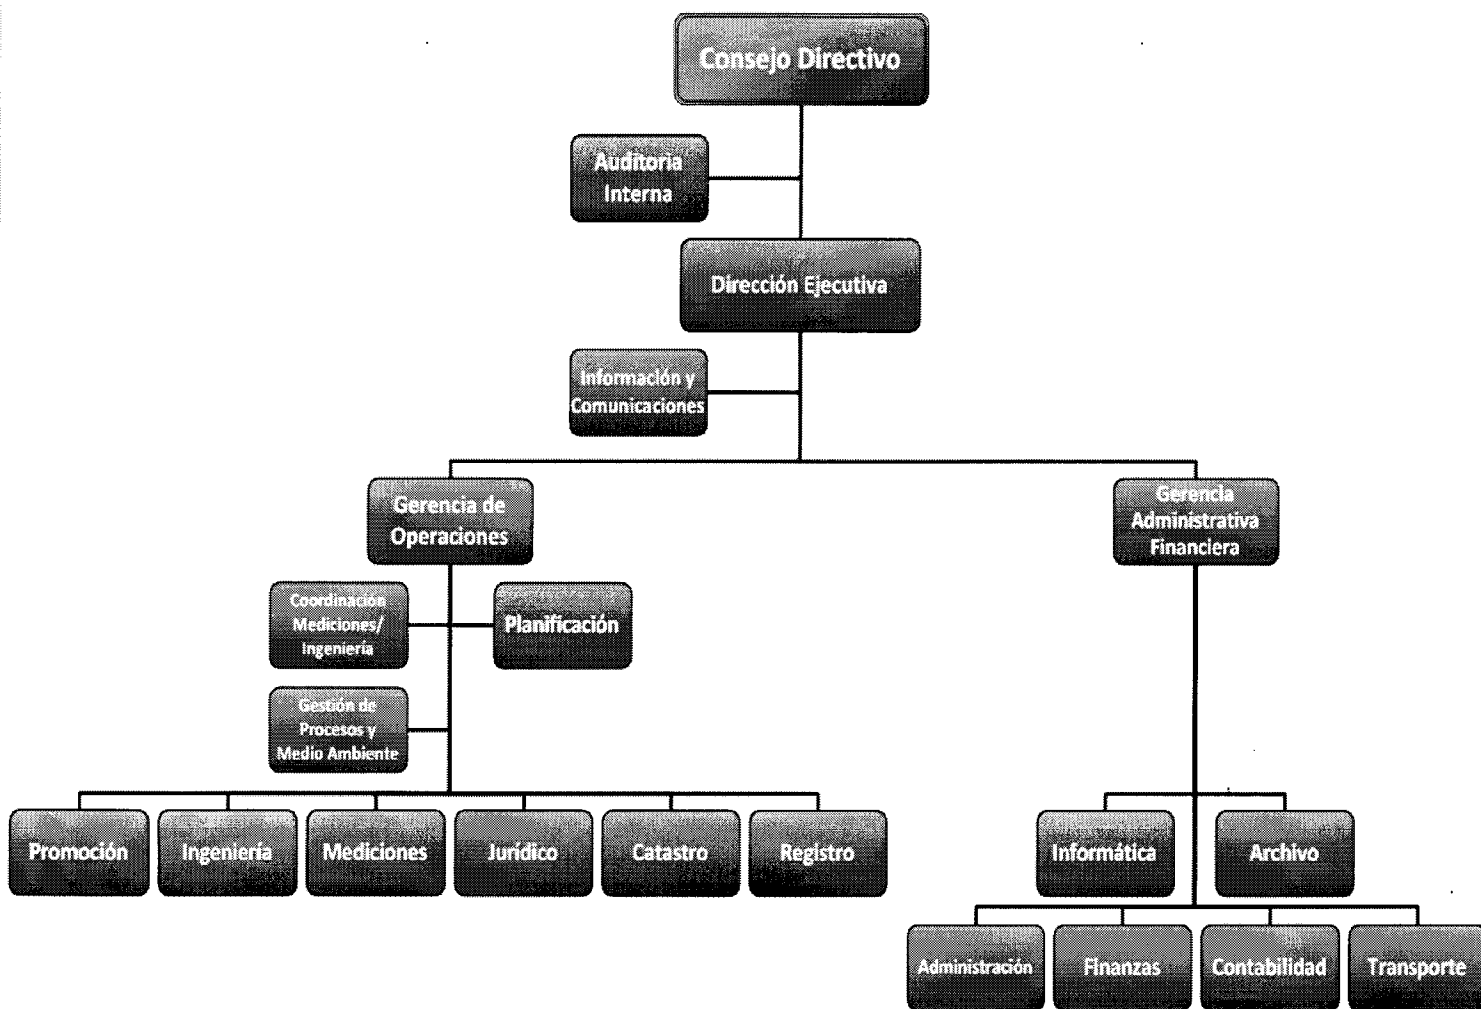 Consejo Directivo
Auditoria
Interna
Dirección Ejecutiva
Información y
Comunicaciones
Gerencia de
Operaciones
Gerencia
Administrativa
Financiera
Coordinación
Mediciones/
Ingeniería
Planificación
Gestión de
Procesos y
Medio Ambiente
Promoción
Ingeniería
Mediciones
Jurídico
Catastro
Registro
Informática
Archivo
Administración
Finanzas
Contabilidad
Transporte